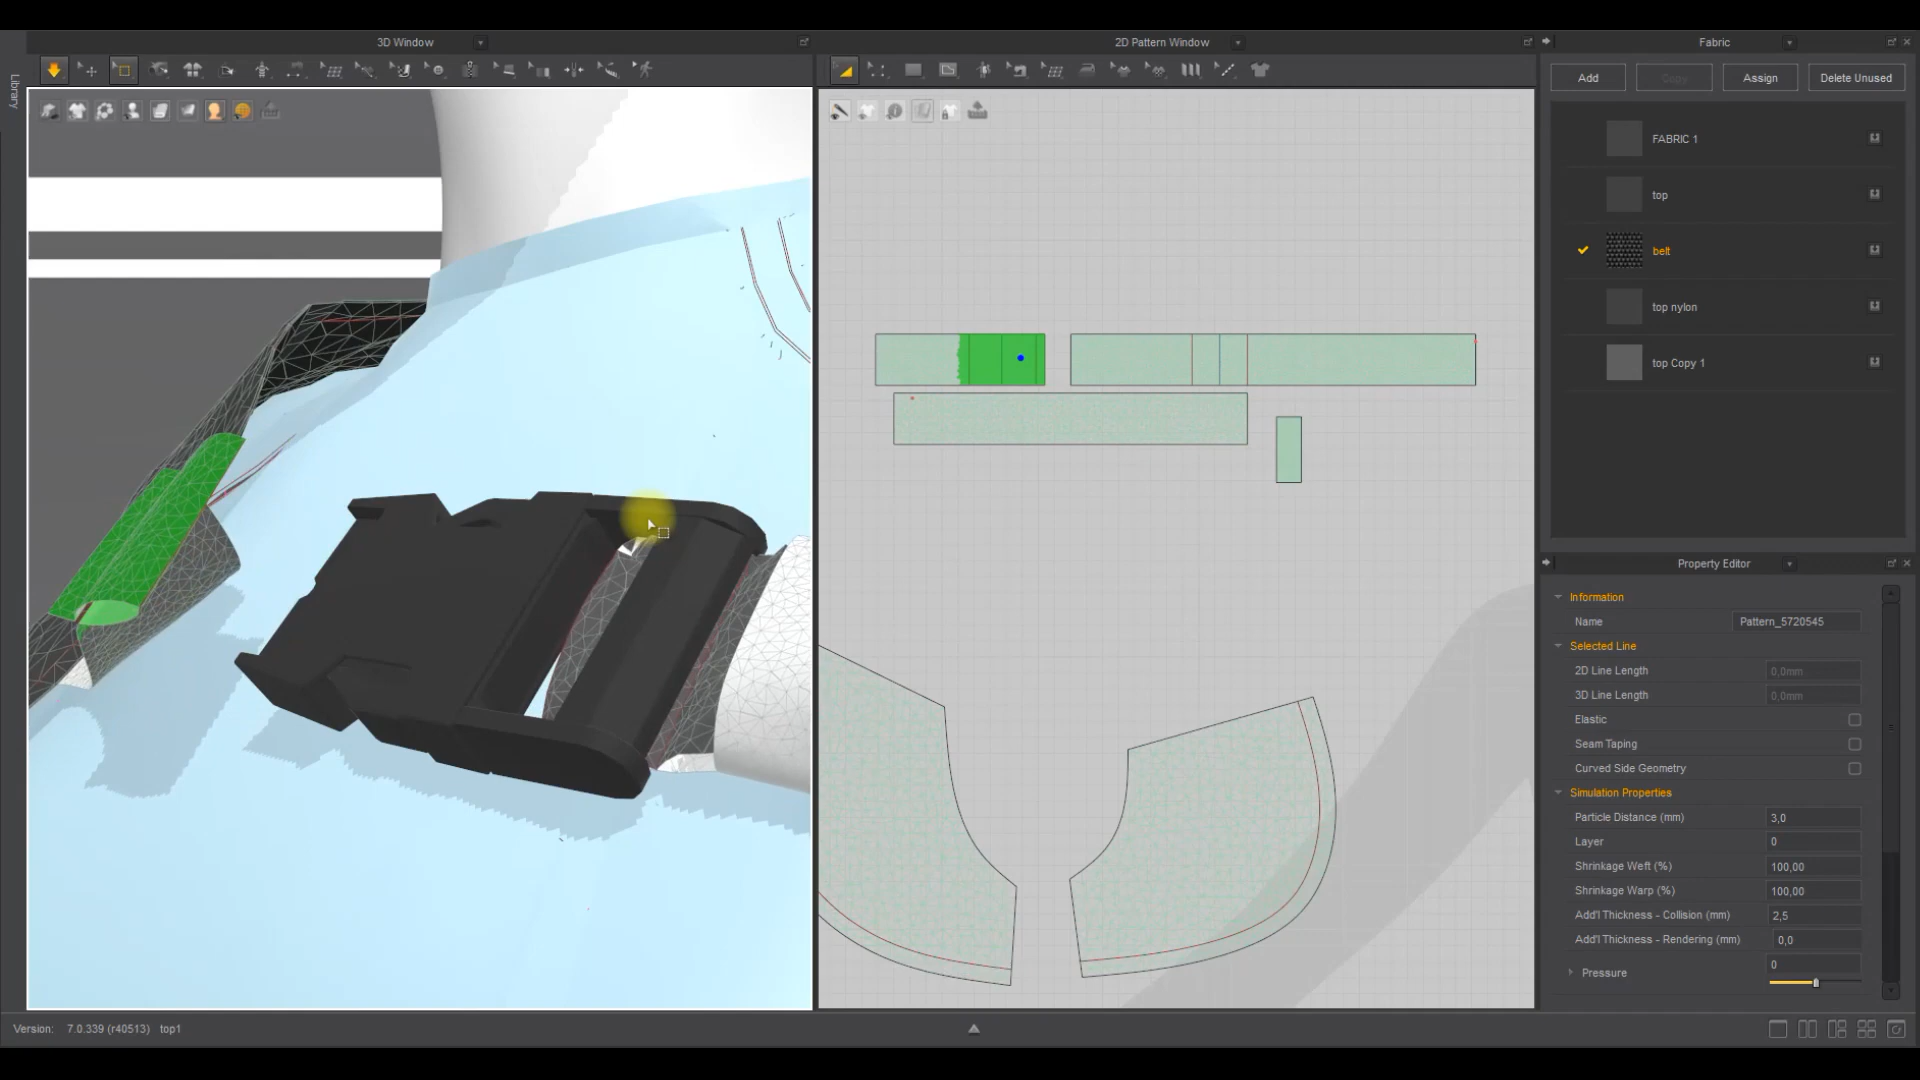 3D Window
2D Pattern Window
Fabric
Library
Add
Copy
Assign
Delete Unused
FABRIC 1
top
belt
top nylon
top Copy 1
Property Editor
Information
Name Pattern_5720545
Selected Line
2D Line Length 0,0mm
3D Line Length 0,0mm
Elastic
Seam Taping
Curved Side Geometry
Simulation Properties
Particle Distance (mm) 3,0
Layer 0
Shrinkage Weft (%) 100,00
Shrinkage Warp (%) 100,00
Add'l Thickness - Collision (mm) 2,5
Add'l Thickness - Rendering (mm) 0,0
Pressure 0
Version: 7.0.339 (r40513) top1